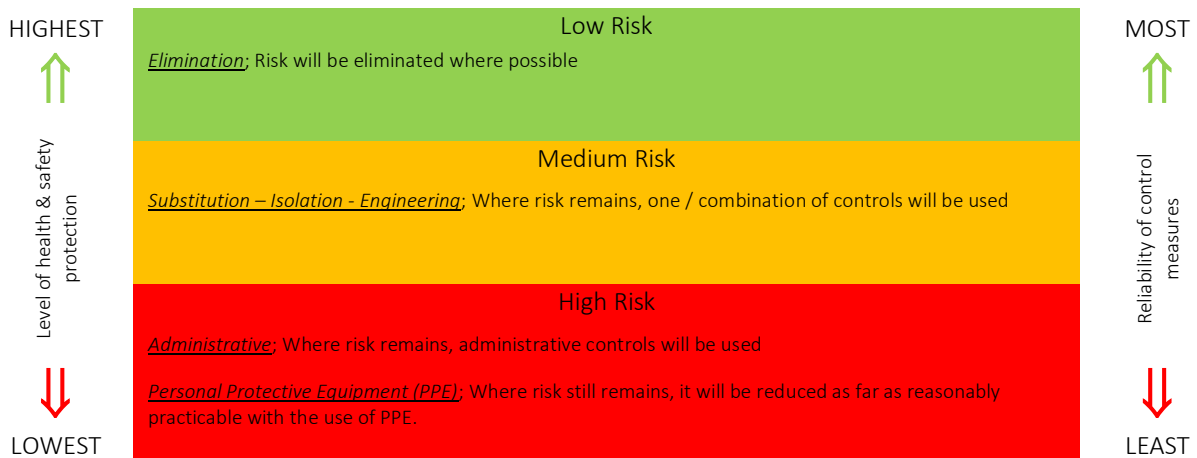 HIGHEST
Level of health & safety
protection
LOWEST
Low Risk
Elimination; Risk will be eliminated where possible
Medium Risk
Substitution – Isolation - Engineering; Where risk remains, one / combination of controls will be used
High Risk
Administrative; Where risk remains, administrative controls will be used
Personal Protective Equipment (PPE); Where risk still remains, it will be reduced as far as reasonably
practicable with the use of PPE.
MOST
Reliability of control
measures
LEAST